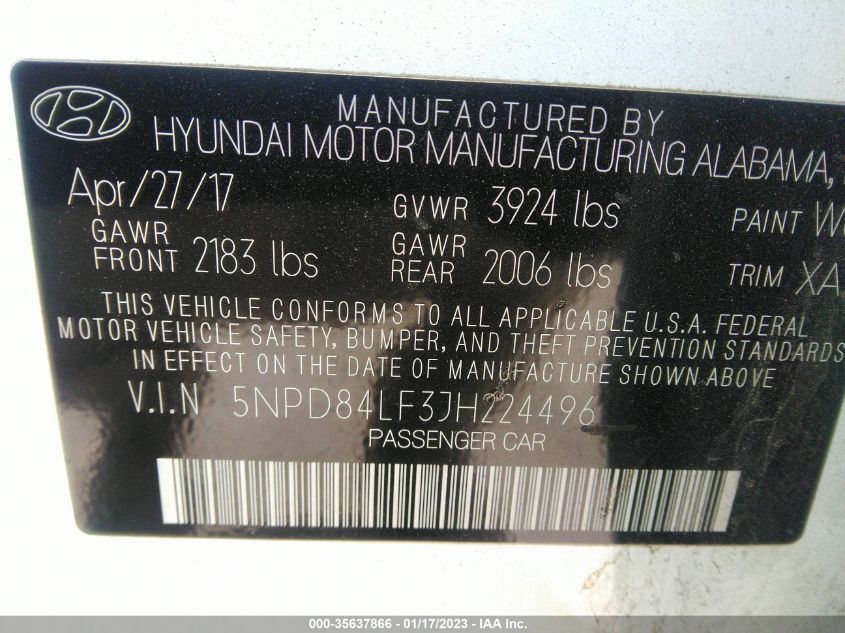 MANUFACTURED BY
HYUNDAI MOTOR MANUFACTURING ALABAMA,
Apr/27/17 GVWR 3924 lbs PAINT
GAWR FRONT 2183 lbs GAWR REAR 2006 lbs TRIM XA
THIS VEHICLE CONFORMS TO ALL APPLICABLE U.S.A. FEDERAL
MOTOR VEHICLE SAFETY, BUMPER, AND THEFT PREVENTION STANDARDS
IN EFFECT ON THE DATE OF MANUFACTURE SHOWN ABOVE
V.I.N 5NPD84LF3JH224496
PASSENGER CAR
000-35637866 - 01/17/2023 - IAA Inc.